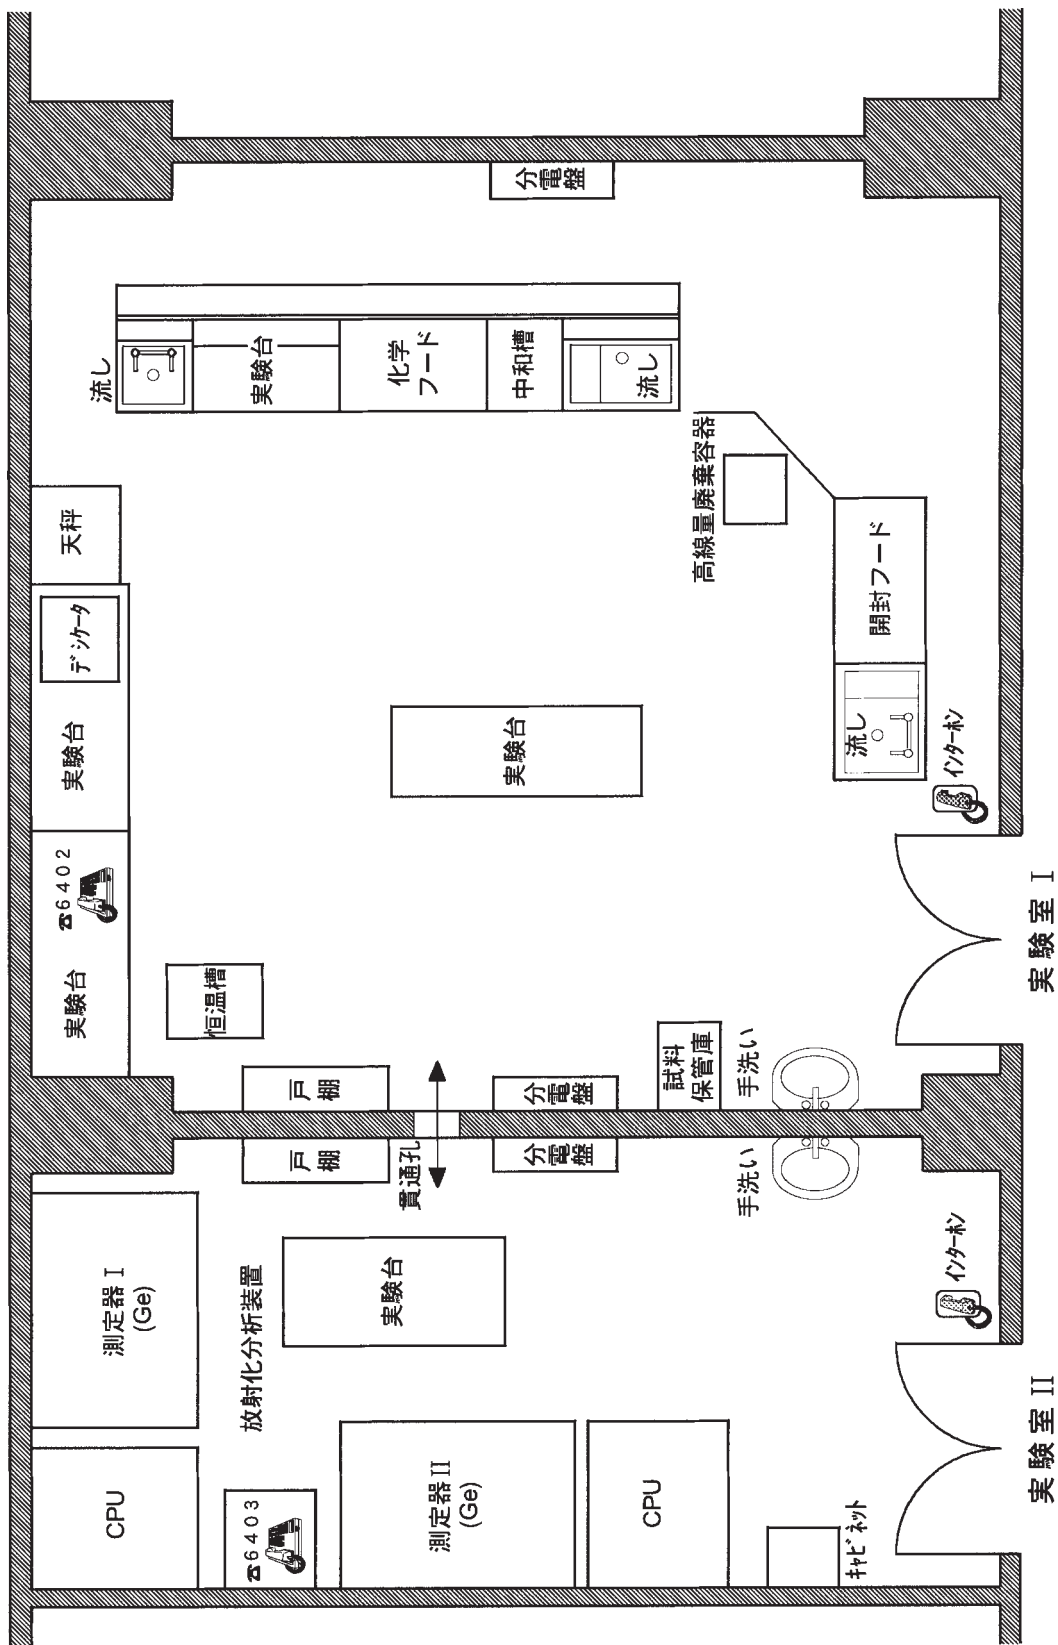 CPU
測定器 I
(Ge)
☎6403
放射化分析装置
測定器 II
(Ge)
実験台
CPU
キャビネット
戸棚
戸棚
貫通孔
分電盤
分電盤
手洗い
手洗い
インターホン
実験室 II
実験台
☎6402
実験台
デシケータ
天秤
恒温槽
試料
保管庫
実験台
流し
実験台
化学
フード
中和槽
流し
分電盤
高線量廃棄容器
開封フード
流し
インターホン
実験室 I